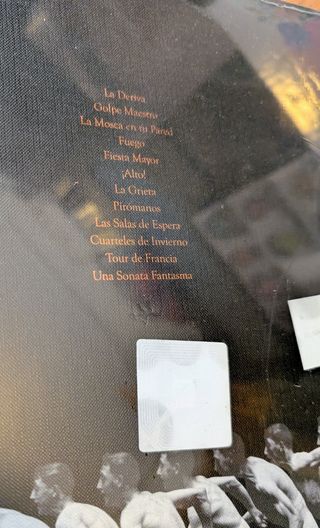 La Deriva
Golpe Maestro
La Mosca en tu Pared
Fuego
Fiesta Mayor
¡Alto!
La Grieta
Pirómanos
Las Salas de Espera
Cuarteles de Invierno
Tour de Francia
Una Sonata Fantasma